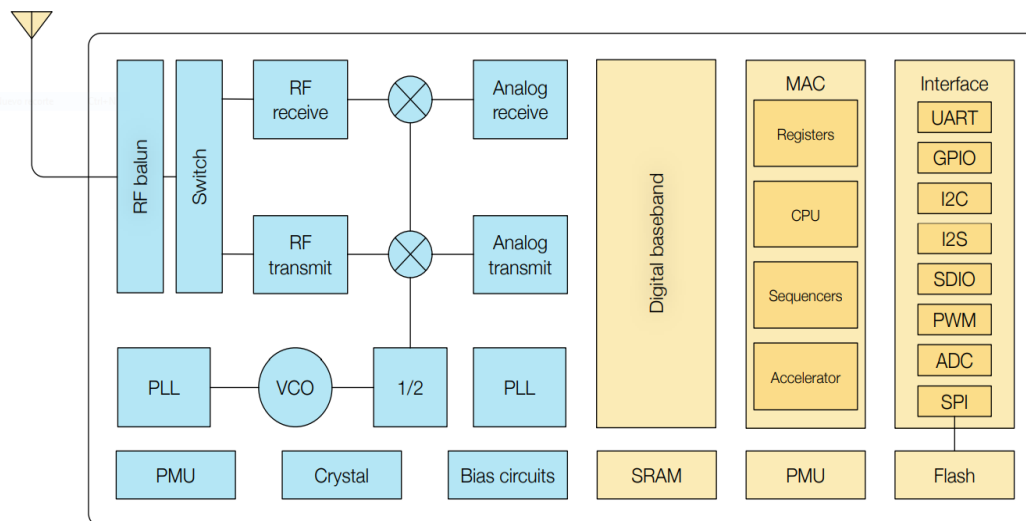 RF balun
Switch
RF
receive
Analog
receive
RF
transmit
Analog
transmit
PLL
VCO
1/2
PLL
PMU
Crystal
Bias circuits
Digital baseband
SRAM
MAC
Registers
CPU
Sequencers
Accelerator
PMU
Interface
UART
GPIO
I2C
I2S
SDIO
PWM
ADC
SPI
Flash